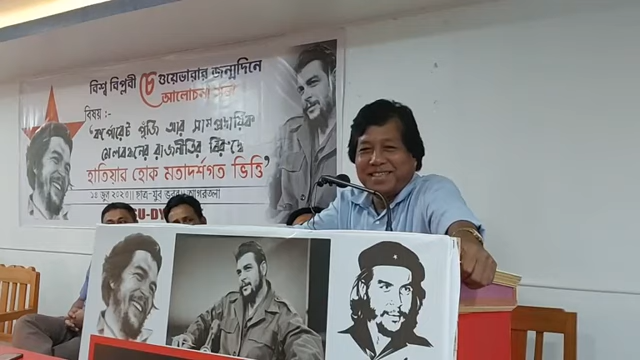 বিশ্ব বিপ্লবী চে গুয়েভারার জন্মদিনে
আলোচনা সভা
বিষয় :-
'কর্পোরেট পুঁজি আর সাম্প্রদায়িক
মেলবন্ধনের রাজনীতির বিরুদ্ধে
হাতিয়ার হোক মতাদর্শগত ভিত্তি'
জুন ২০২৩ || ছাত্র-যুব ভবন || আগরতলা